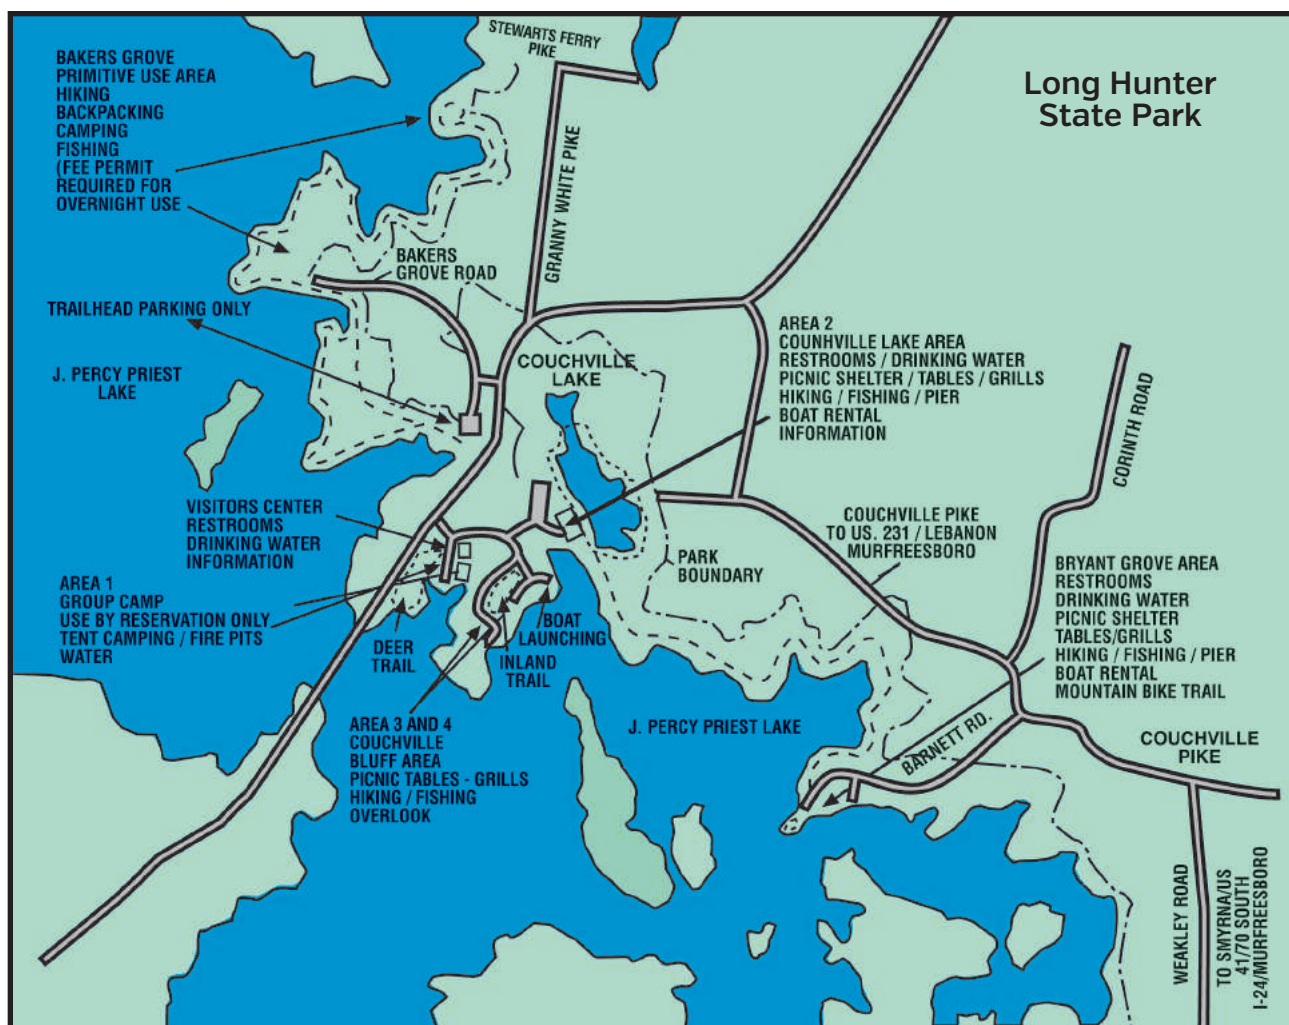 STEWARTS FERRY
PIKE
Long Hunter
State Park
BAKERS GROVE
PRIMITIVE USE AREA
HIKING
BACKPACKING
CAMPING
FISHING
(FEE PERMIT
REQUIRED FOR
OVERNIGHT USE
GRANNY WHITE PIKE
BAKERS
GROVE ROAD
TRAILHEAD PARKING ONLY
J. PERCY PRIEST
LAKE
COUCHVILLE
LAKE
AREA 2
COUNHVILLE LAKE AREA
RESTROOMS / DRINKING WATER
PICNIC SHELTER / TABLES / GRILLS
HIKING / FISHING / PIER
BOAT RENTAL
INFORMATION
CORINTH ROAD
VISITORS CENTER
RESTROOMS
DRINKING WATER
INFORMATION
COUCHVILLE PIKE
TO US. 231 / LEBANON
MURFREESBORO
PARK
BOUNDARY
BRYANT GROVE AREA
RESTROOMS
DRINKING WATER
PICNIC SHELTER
TABLES/GRILLS
HIKING / FISHING / PIER
BOAT RENTAL
MOUNTAIN BIKE TRAIL
AREA 1
GROUP CAMP
USE BY RESERVATION ONLY
TENT CAMPING / FIRE PITS
WATER
DEER
TRAIL
BOAT
LAUNCHING
INLAND
TRAIL
AREA 3 AND 4
COUCHVILLE
BLUFF AREA
PICNIC TABLES - GRILLS
HIKING / FISHING
OVERLOOK
J. PERCY PRIEST LAKE
BARNETT RD.
COUCHVILLE
PIKE
WEAKLEY ROAD
TO SMYRNA/US
41/70 SOUTH
I-24/MURFREESBORO